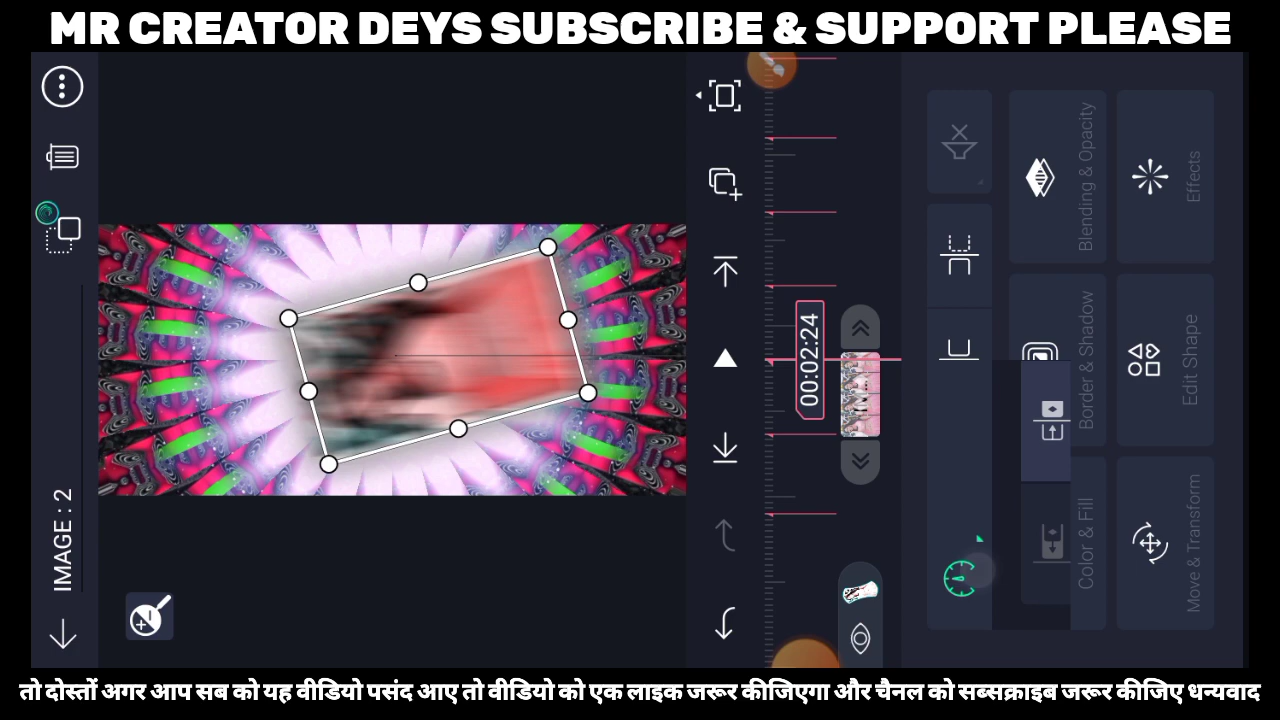 MR CREATOR DEYS SUBSCRIBE & SUPPORT PLEASE
IMAGE : 2
00:02:24
Blending & Opacity
Border & Shadow
Color & Fill
Effects
Edit Shape
Move & Transform
तो दोस्तों अगर आप सब को यह वीडियो पसंद आए तो वीडियो को एक लाइक जरूर कीजिएगा और चैनल को सब्सक्राइब जरूर कीजिए धन्यवाद